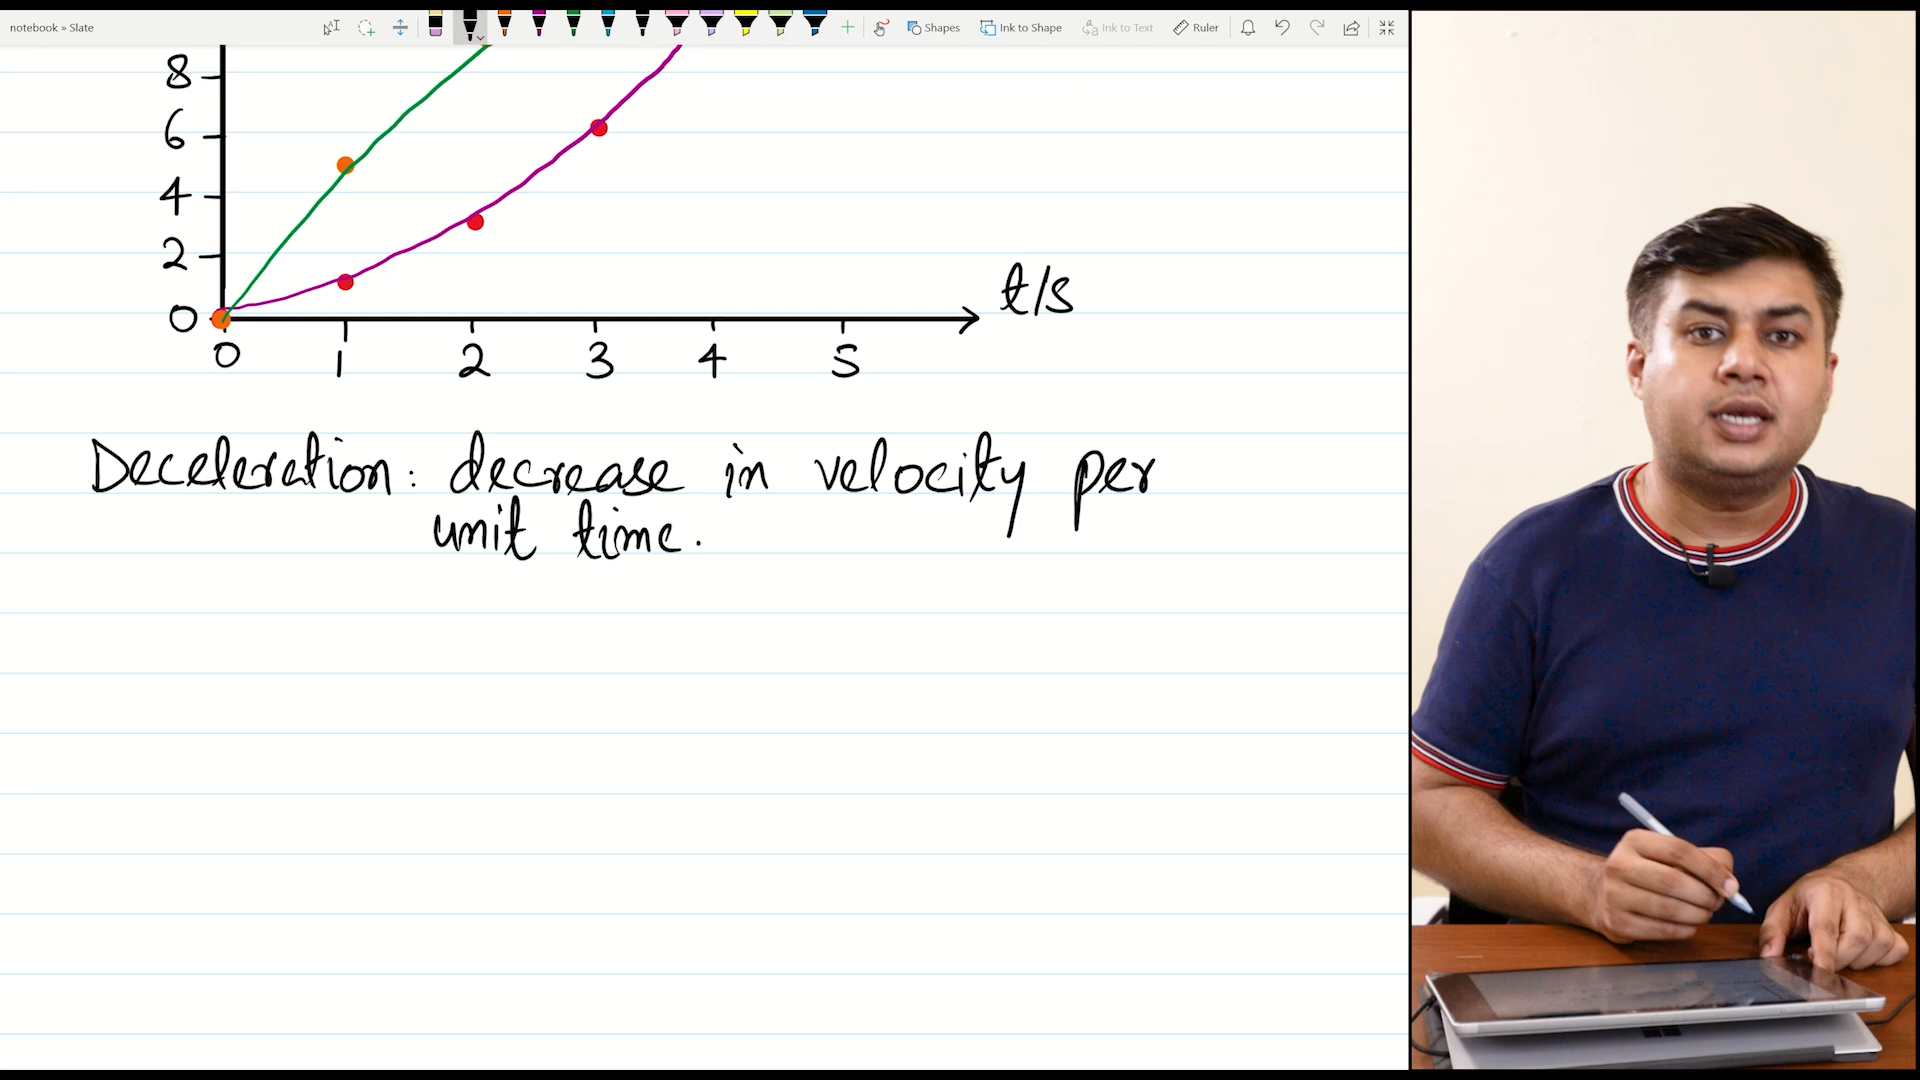 notebook » Slate
Shapes
Ink to Shape
Ink to Text
Ruler
8
6
4
2
0
t/s
0 1 2 3 4 5
Deceleration: decrease in velocity per
unit time.